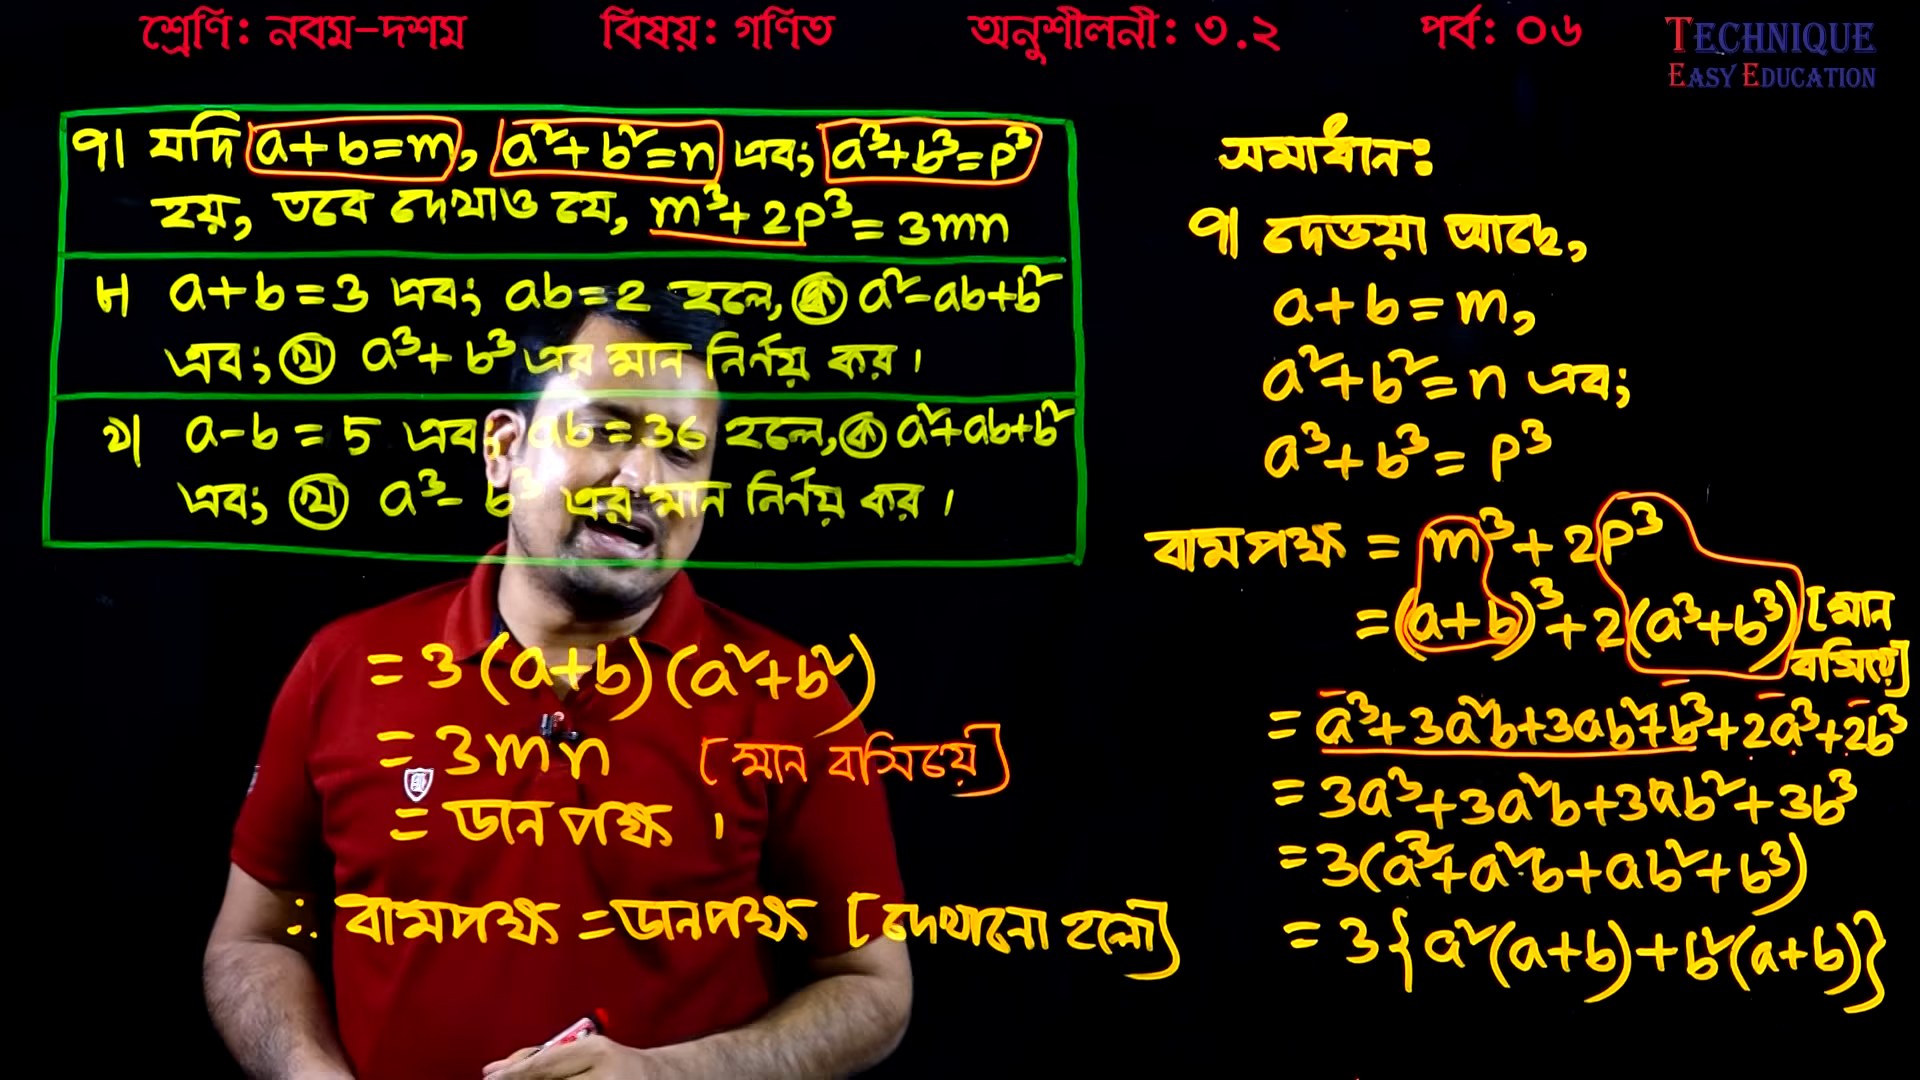 শ্রেণি: নবম-দশম বিষয়: গণিত অনুশীলনী: ৩.২ পর্ব: ০৬
TECHNIQUE
EASY EDUCATION
৭। যদি a+b=m, a²+b²=n এবং a³+b³=p³
হয়, তবে দেখাও যে, m³+2p³=3mn
৮। a+b=3 এবং ab=2 হলে, ক a²-ab+b²
এবং খ a³+b³ এর মান নির্ণয় কর।
৯। a-b=5 এবং ab=36 হলে, ক a²+ab+b²
এবং খ a³-b³ এর মান নির্ণয় কর।
সমাধান:
৭। দেওয়া আছে,
a+b=m,
a²+b²=n এবং
a³+b³=p³
বামপক্ষ = m³+2p³
=(a+b)³+2(a³+b³) [মান
বসিয়ে]
= a³+3a²b+3ab²+b³+2a³+2b³
= 3a³+3a²b+3ab²+3b³
= 3(a³+a²b+ab²+b³)
= 3{a²(a+b)+b²(a+b)}
= 3(a+b)(a²+b²)
= 3mn [মান বসিয়ে]
= ডান পক্ষ।
∴ বামপক্ষ = ডানপক্ষ [দেখানো হলো]